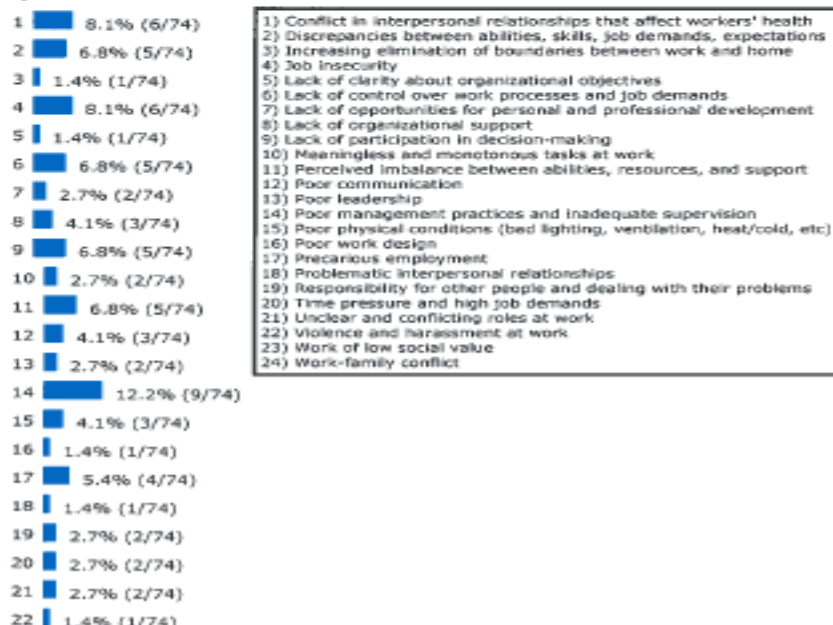 1 8.1% (6/74)
2 6.8% (5/74)
3 1.4% (1/74)
4 8.1% (6/74)
5 1.4% (1/74)
6 6.8% (5/74)
7 2.7% (2/74)
8 4.1% (3/74)
9 6.8% (5/74)
10 2.7% (2/74)
11 6.8% (5/74)
12 4.1% (3/74)
13 2.7% (2/74)
14 12.2% (9/74)
15 4.1% (3/74)
16 1.4% (1/74)
17 5.4% (4/74)
18 1.4% (1/74)
19 2.7% (2/74)
20 2.7% (2/74)
21 2.7% (2/74)
22 1.4% (1/74)
1) Conflict in interpersonal relationships that affect workers' health
2) Discrepancies between abilities, skills, job demands, expectations
3) Increasing elimination of boundaries between work and home
4) Job insecurity
5) Lack of clarity about organizational objectives
6) Lack of control over work processes and job demands
7) Lack of opportunities for personal and professional development
8) Lack of organizational support
9) Lack of participation in decision-making
10) Meaningless and monotonous tasks at work
11) Perceived imbalance between abilities, resources, and support
12) Poor communication
13) Poor leadership
14) Poor management practices and inadequate supervision
15) Poor physical conditions (bad lighting, ventilation, heat/cold, etc)
16) Poor work design
17) Precarious employment
18) Problematic interpersonal relationships
19) Responsibility for other people and dealing with their problems
20) Time pressure and high job demands
21) Unclear and conflicting roles at work
22) Violence and harassment at work
23) Work of low social value
24) Work-family conflict